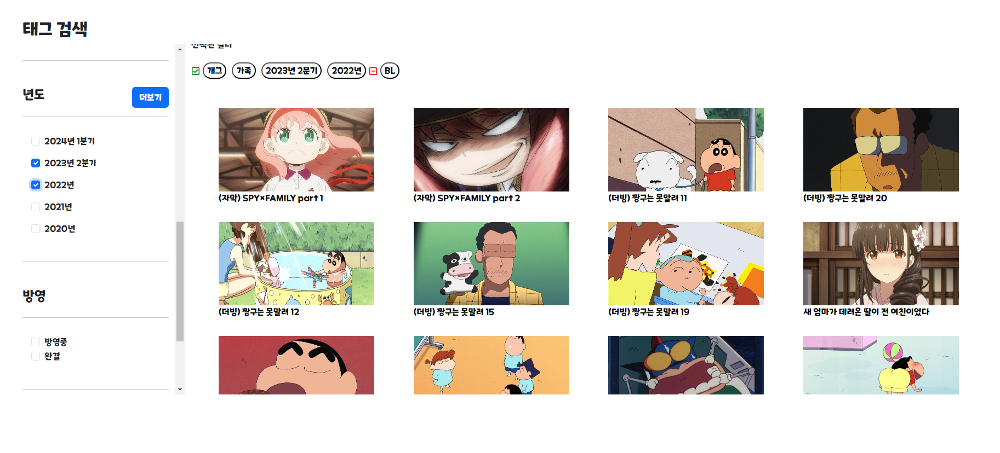 태그 검색
년도
더보기
2024년 1분기
2023년 2분기
2022년
2021년
2020년
방영
방영중
완결
개그 가족 2023년 2분기 2022년 BL
(자막) SPY×FAMILY part 1
(자막) SPY×FAMILY part 2
(더빙) 짱구는 못말려 11
(더빙) 짱구는 못말려 20
(더빙) 짱구는 못말려 12
(더빙) 짱구는 못말려 15
(더빙) 짱구는 못말려 19
새 엄마가 데려온 딸이 전 여친이었다